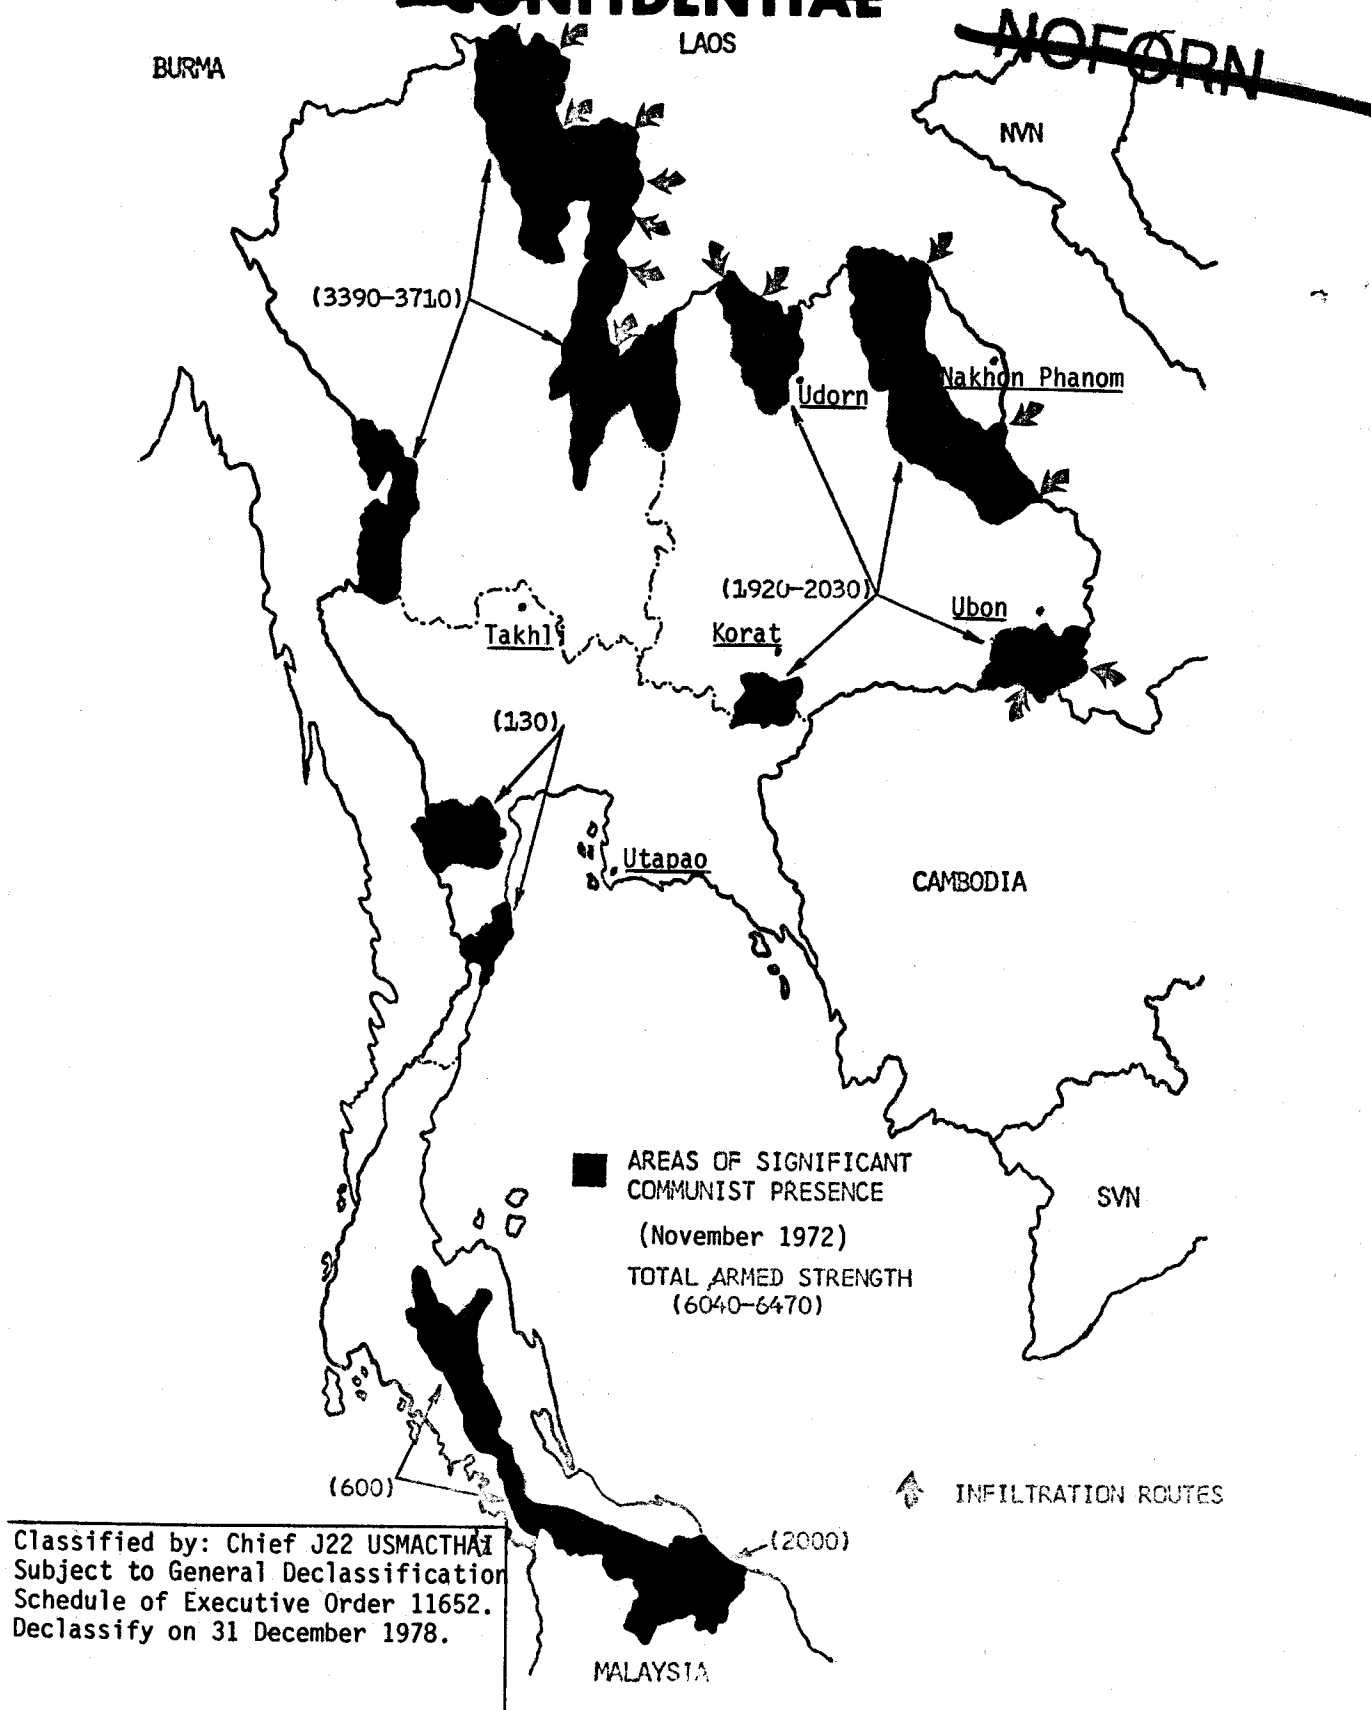 CONFIDENTIAL
NOFORN
BURMA
LAOS
NVN
(3390-3710)
Udorn
Nakhon Phanom
(1920-2030)
Ubon
Takhli
Korat
(130)
Utapao
CAMBODIA
AREAS OF SIGNIFICANT
COMMUNIST PRESENCE
(November 1972)
TOTAL ARMED STRENGTH
(6040-6470)
SVN
(600)
INFILTRATION ROUTES
(2000)
Classified by: Chief J22 USMACTHAI
Subject to General Declassification
Schedule of Executive Order 11652.
Declassify on 31 December 1978.
MALAYSIA